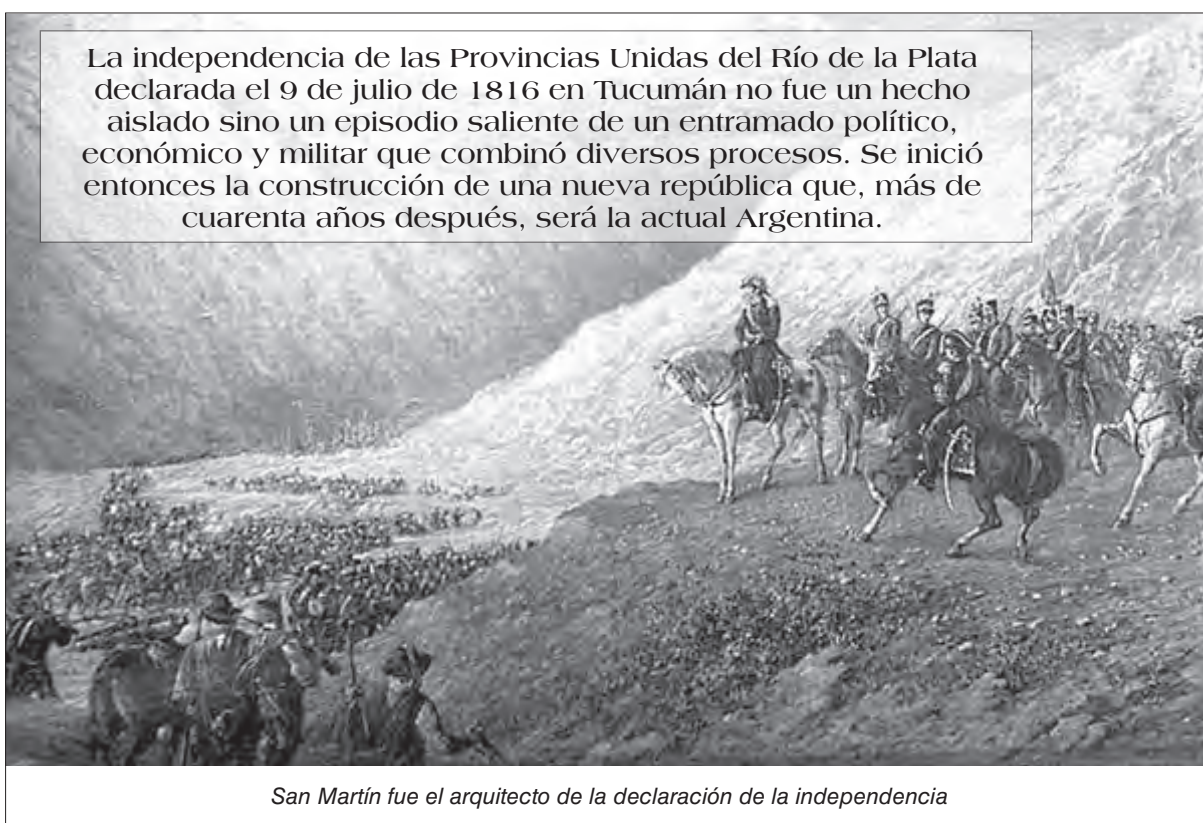 La independencia de las Provincias Unidas del Río de la Plata
declarada el 9 de julio de 1816 en Tucumán no fue un hecho
aislado sino un episodio saliente de un entramado político,
económico y militar que combinó diversos procesos. Se inició
entonces la construcción de una nueva república que, más de
cuarenta años después, será la actual Argentina.
San Martín fue el arquitecto de la declaración de la independencia